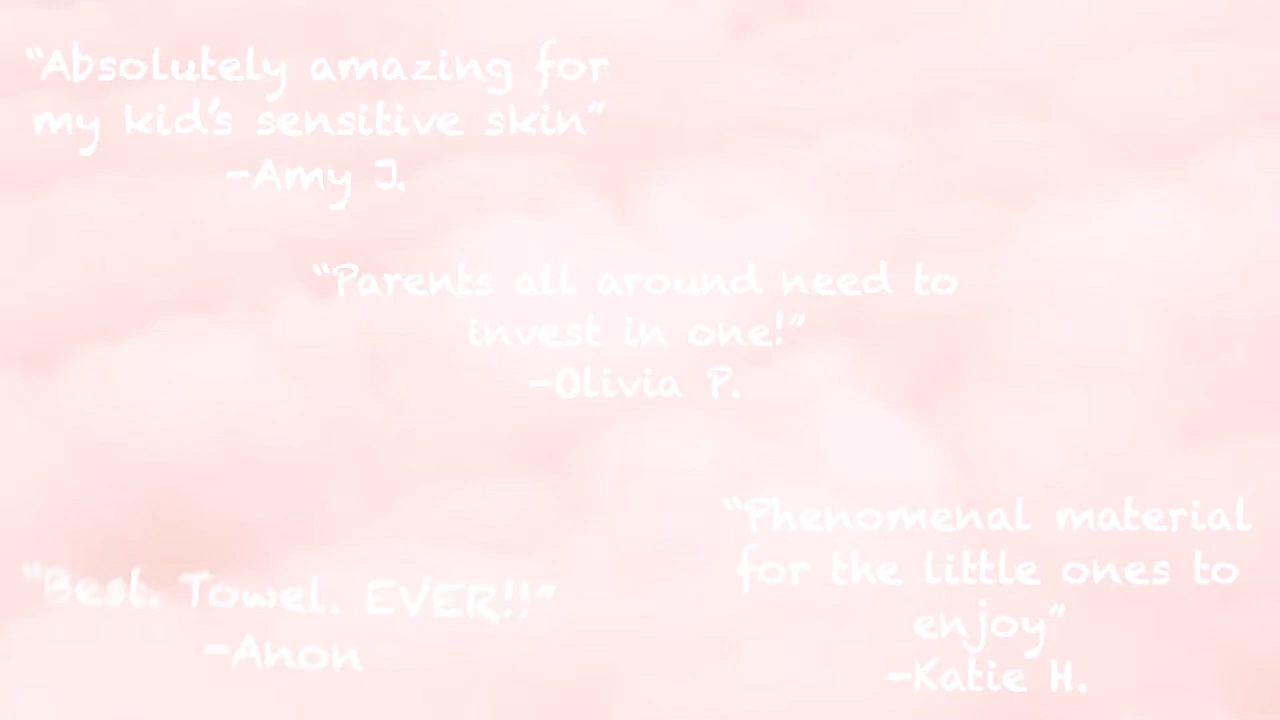 “Absolutely amazing for
my kid’s sensitive skin”
-Amy J.
“Parents all around need to
invest in one!”
-Olivia P.
“Best. Towel. EVER!!”
-Anon
“Phenomenal material
for the little ones to
enjoy”
-Katie H.